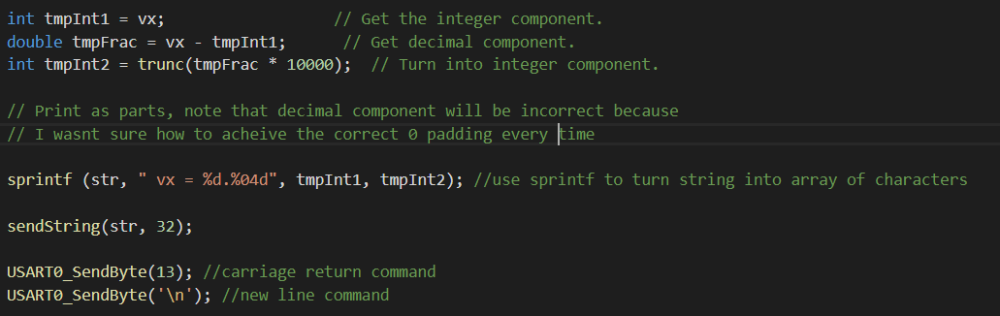 int tmpInt1 = vx;                  // Get the integer component.
double tmpFrac = vx - tmpInt1;      // Get decimal component.
int tmpInt2 = trunc(tmpFrac * 10000);  // Turn into integer component.
// Print as parts, note that decimal component will be incorrect because
// I wasnt sure how to acheive the correct 0 padding every time
sprintf (str, " vx = %d.%04d", tmpInt1, tmpInt2); //use sprintf to turn string into array of characters
sendString(str, 32);
USART0_SendByte(13); //carriage return command
USART0_SendByte('\n'); //new line command